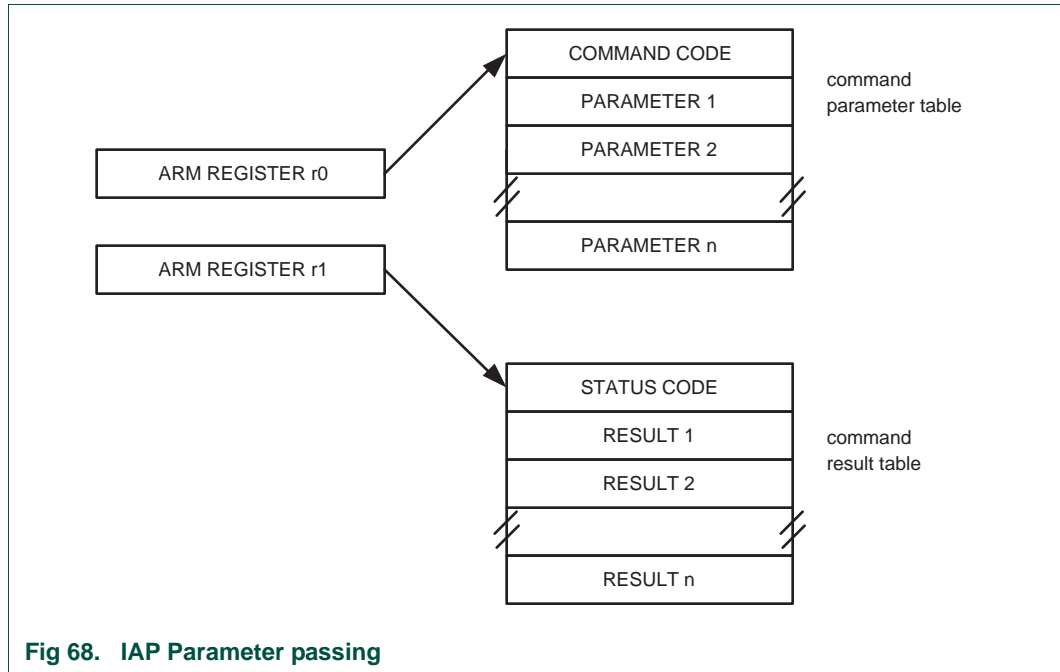 COMMAND CODE
PARAMETER 1
PARAMETER 2
PARAMETER n
command
parameter table
ARM REGISTER r0
ARM REGISTER r1
STATUS CODE
RESULT 1
RESULT 2
RESULT n
command
result table
Fig 68. IAP Parameter passing